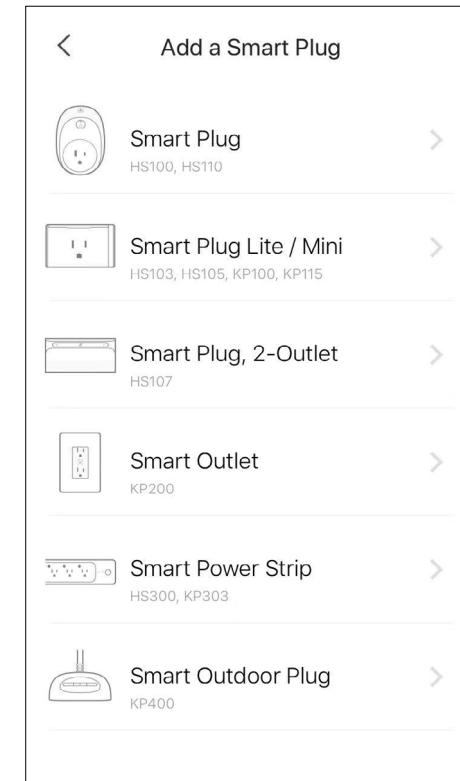 Add a Smart Plug
Smart Plug
HS100, HS110
Smart Plug Lite / Mini
HS103, HS105, KP100, KP115
Smart Plug, 2-Outlet
HS107
Smart Outlet
KP200
Smart Power Strip
HS300, KP303
Smart Outdoor Plug
KP400